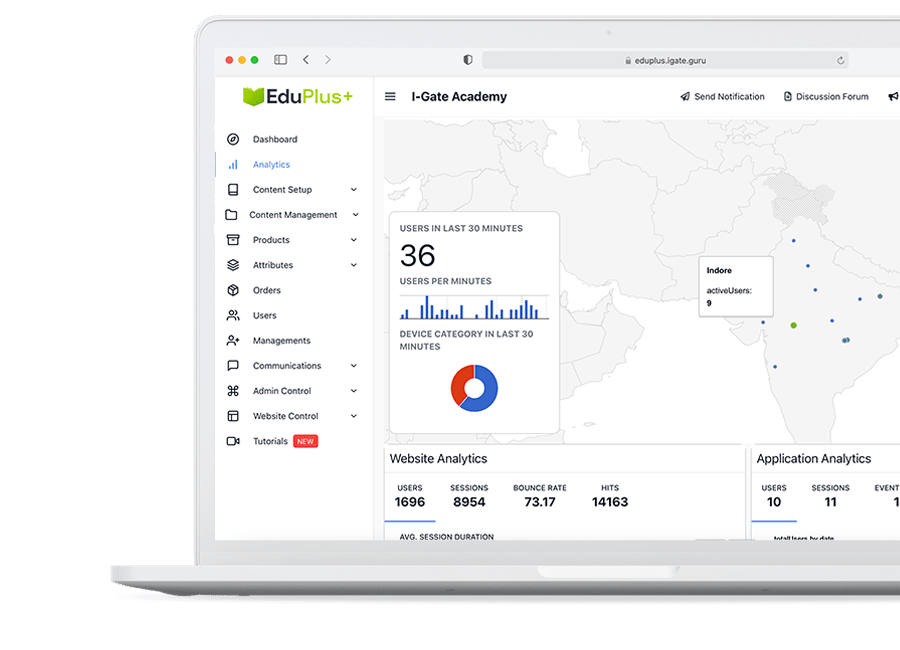 eduplus.igate.guru
EduPlus+
I-Gate Academy
Send Notification
Discussion Forum
Dashboard
Analytics
Content Setup
Content Management
Products
Attributes
Orders
Users
Managements
Communications
Admin Control
Website Control
Tutorials NEW
USERS IN LAST 30 MINUTES
36
USERS PER MINUTES
DEVICE CATEGORY IN LAST 30
MINUTES
Indore
activeUsers:
9
Website Analytics
USERS SESSIONS BOUNCE RATE HITS
1696 8954 73.17 14163
AVG. SESSION DURATION
Application Analytics
USERS SESSIONS EVENT
10 11 1
totalUsers by date